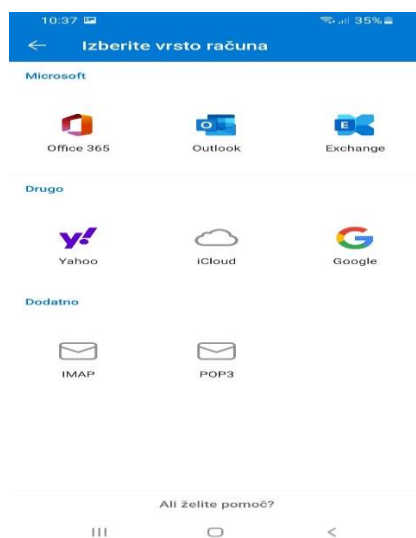 10:37 35%
Izberite vrsto računa
Microsoft
Office 365 Outlook Exchange
Drugo
Yahoo iCloud Google
Dodatno
IMAP POP3
Ali želite pomoč?